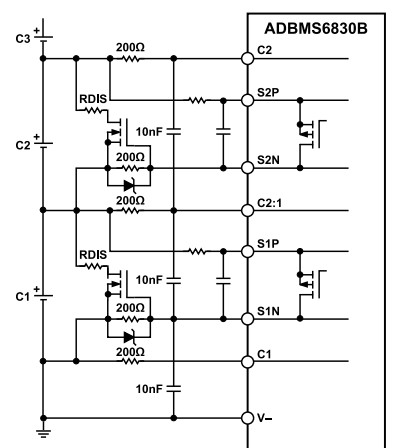 ADBMS6830B
C3
200Ω
C2
S2P
RDIS
10nF
C2
200Ω
S2N
200Ω
C2:1
S1P
RDIS
10nF
C1
200Ω
S1N
200Ω
C1
10nF
V–